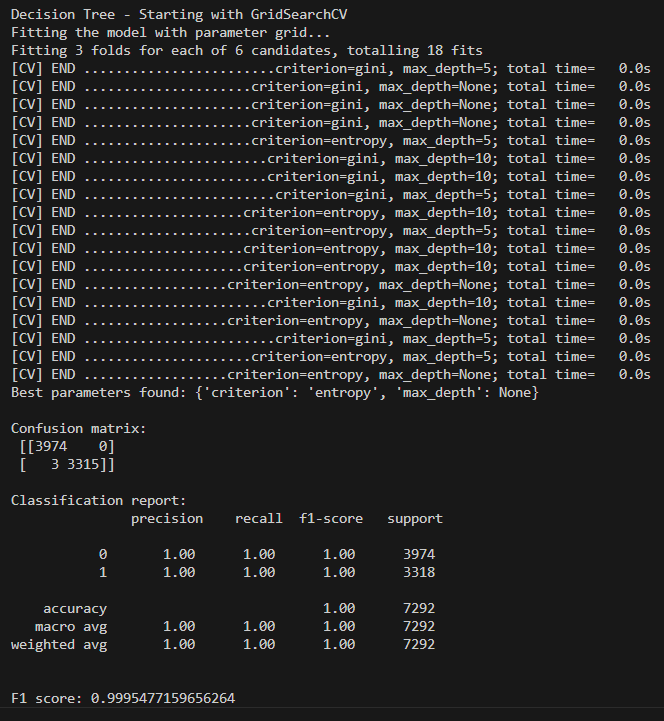 Decision Tree - Starting with GridSearchCV
Fitting the model with parameter grid...
Fitting 3 folds for each of 6 candidates, totalling 18 fits
[CV] END ........................criterion=gini, max_depth=5; total time=   0.0s
[CV] END .....................criterion=gini, max_depth=None; total time=   0.0s
[CV] END .....................criterion=gini, max_depth=None; total time=   0.0s
[CV] END .....................criterion=gini, max_depth=None; total time=   0.0s
[CV] END .....................criterion=entropy, max_depth=5; total time=   0.0s
[CV] END .......................criterion=gini, max_depth=10; total time=   0.0s
[CV] END .......................criterion=gini, max_depth=10; total time=   0.0s
[CV] END ........................criterion=gini, max_depth=5; total time=   0.0s
[CV] END ....................criterion=entropy, max_depth=10; total time=   0.0s
[CV] END .....................criterion=entropy, max_depth=5; total time=   0.0s
[CV] END ....................criterion=entropy, max_depth=10; total time=   0.0s
[CV] END ....................criterion=entropy, max_depth=10; total time=   0.0s
[CV] END ..................criterion=entropy, max_depth=None; total time=   0.0s
[CV] END .......................criterion=gini, max_depth=10; total time=   0.0s
[CV] END ..................criterion=entropy, max_depth=None; total time=   0.0s
[CV] END ........................criterion=gini, max_depth=5; total time=   0.0s
[CV] END .....................criterion=entropy, max_depth=5; total time=   0.0s
[CV] END ..................criterion=entropy, max_depth=None; total time=   0.0s
Best parameters found: {'criterion': 'entropy', 'max_depth': None}
Confusion matrix:
[[3974    0]
[   3 3315]]
Classification report:
precision    recall  f1-score   support
0       1.00      1.00      1.00      3974
1       1.00      1.00      1.00      3318
accuracy                           1.00      7292
macro avg       1.00      1.00      1.00      7292
weighted avg       1.00      1.00      1.00      7292
F1 score: 0.9995477159656264